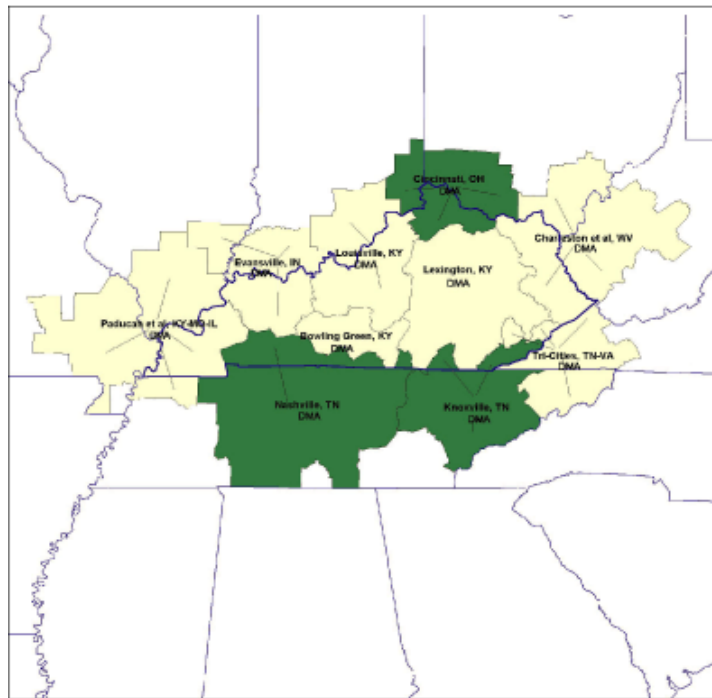 Cincinnati, OH
DMA
Charleston et al, WV
DMA
Louisville, KY
DMA
Evansville, IN
DMA
Lexington, KY
DMA
Paducah et al, KY-MO-IL
DMA
Bowling Green, KY
DMA
Tri-Cities, TN-VA
DMA
Nashville, TN
DMA
Knoxville, TN
DMA